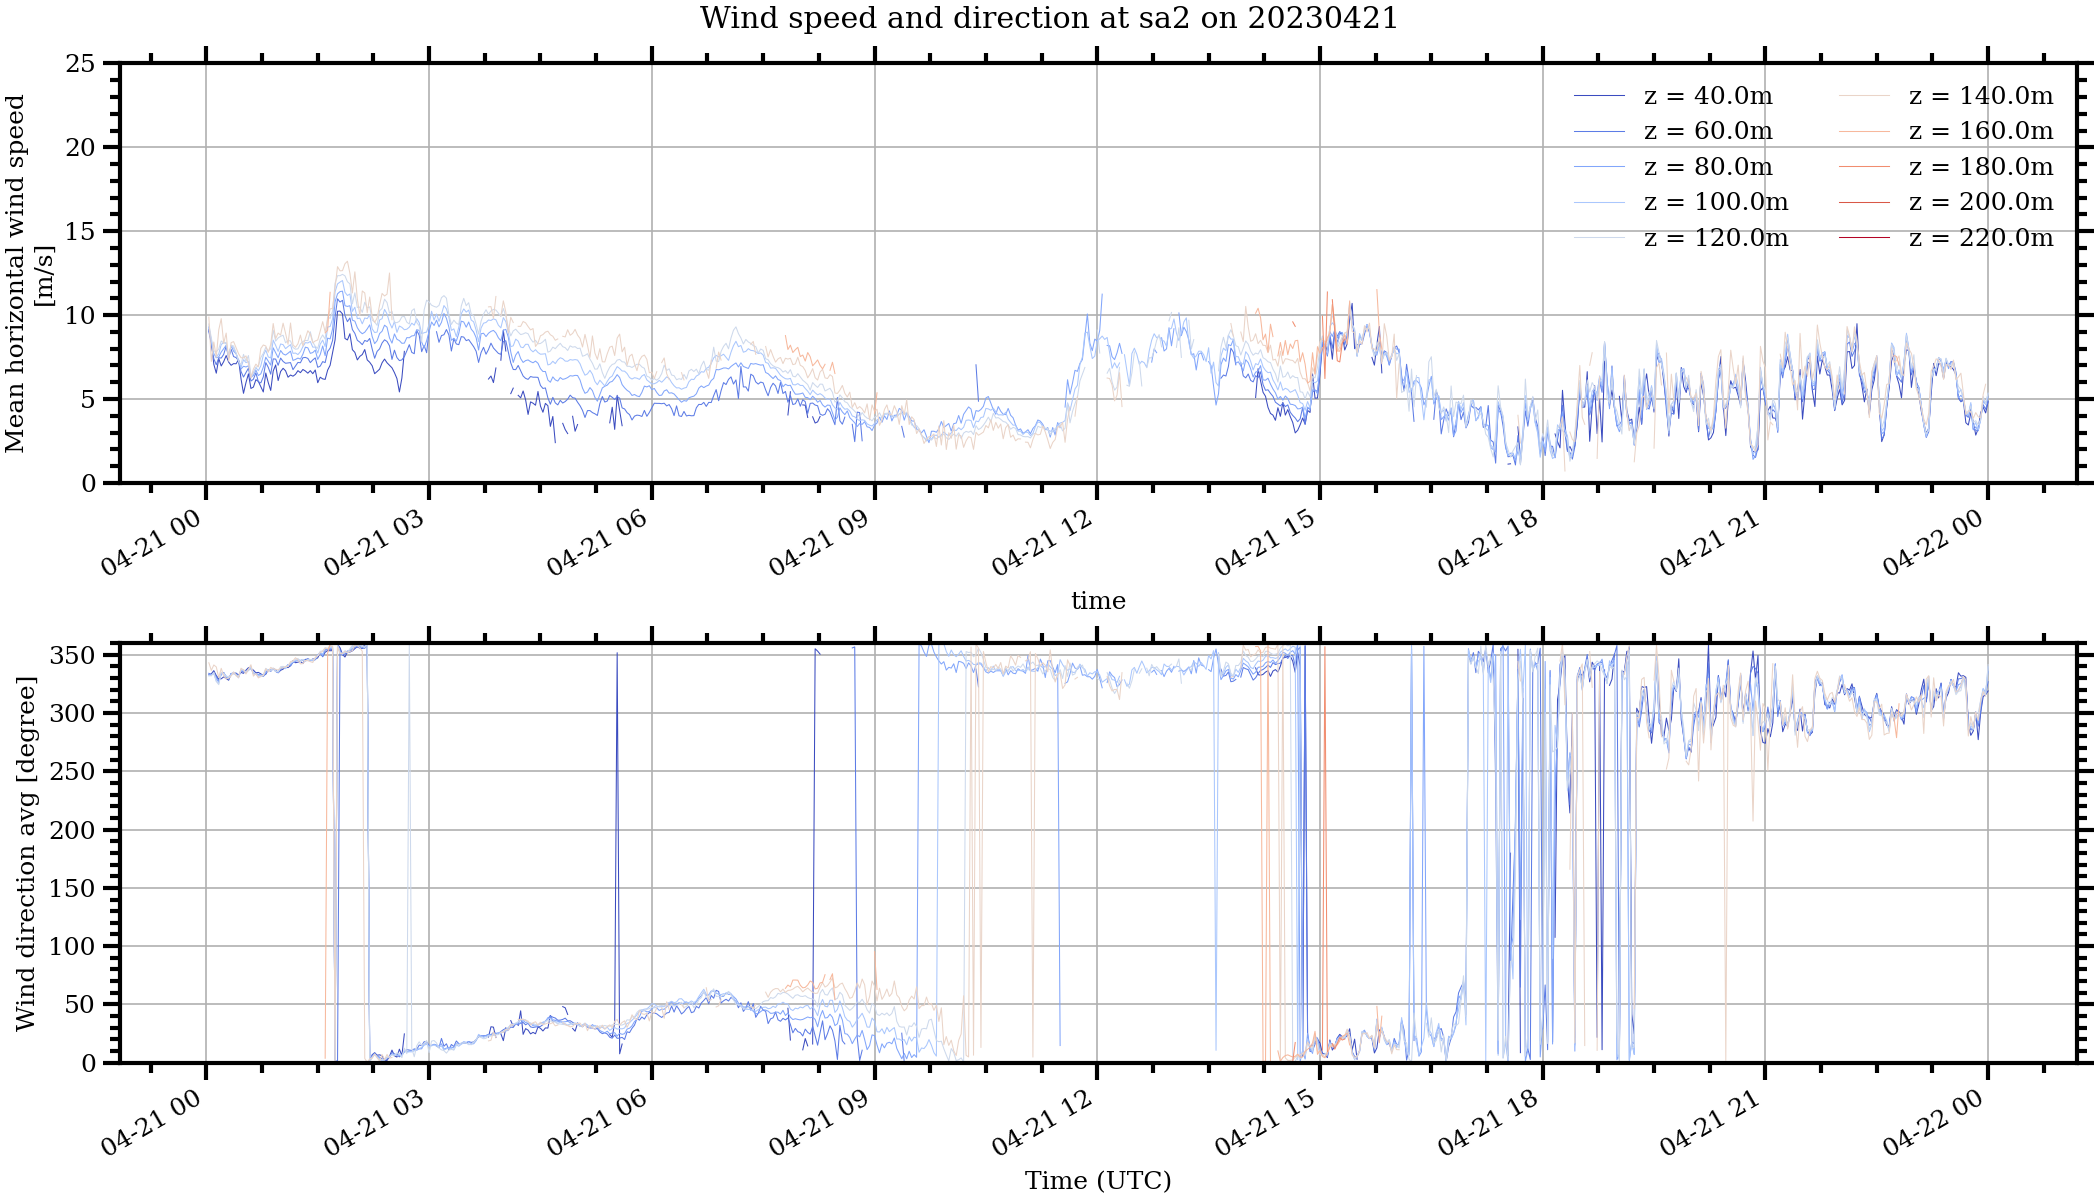 Wind speed and direction at sa2 on 20230421
Mean horizontal wind speed
[m/s]
25
20
15
10
5
0
z = 40.0m
z = 60.0m
z = 80.0m
z = 100.0m
z = 120.0m
z = 140.0m
z = 160.0m
z = 180.0m
z = 200.0m
z = 220.0m
04-21 00
04-21 03
04-21 06
04-21 09
04-21 12
04-21 15
04-21 18
04-21 21
04-22 00
time
Wind direction avg [degree]
350
300
250
200
150
100
50
0
04-21 00
04-21 03
04-21 06
04-21 09
04-21 12
04-21 15
04-21 18
04-21 21
04-22 00
Time (UTC)